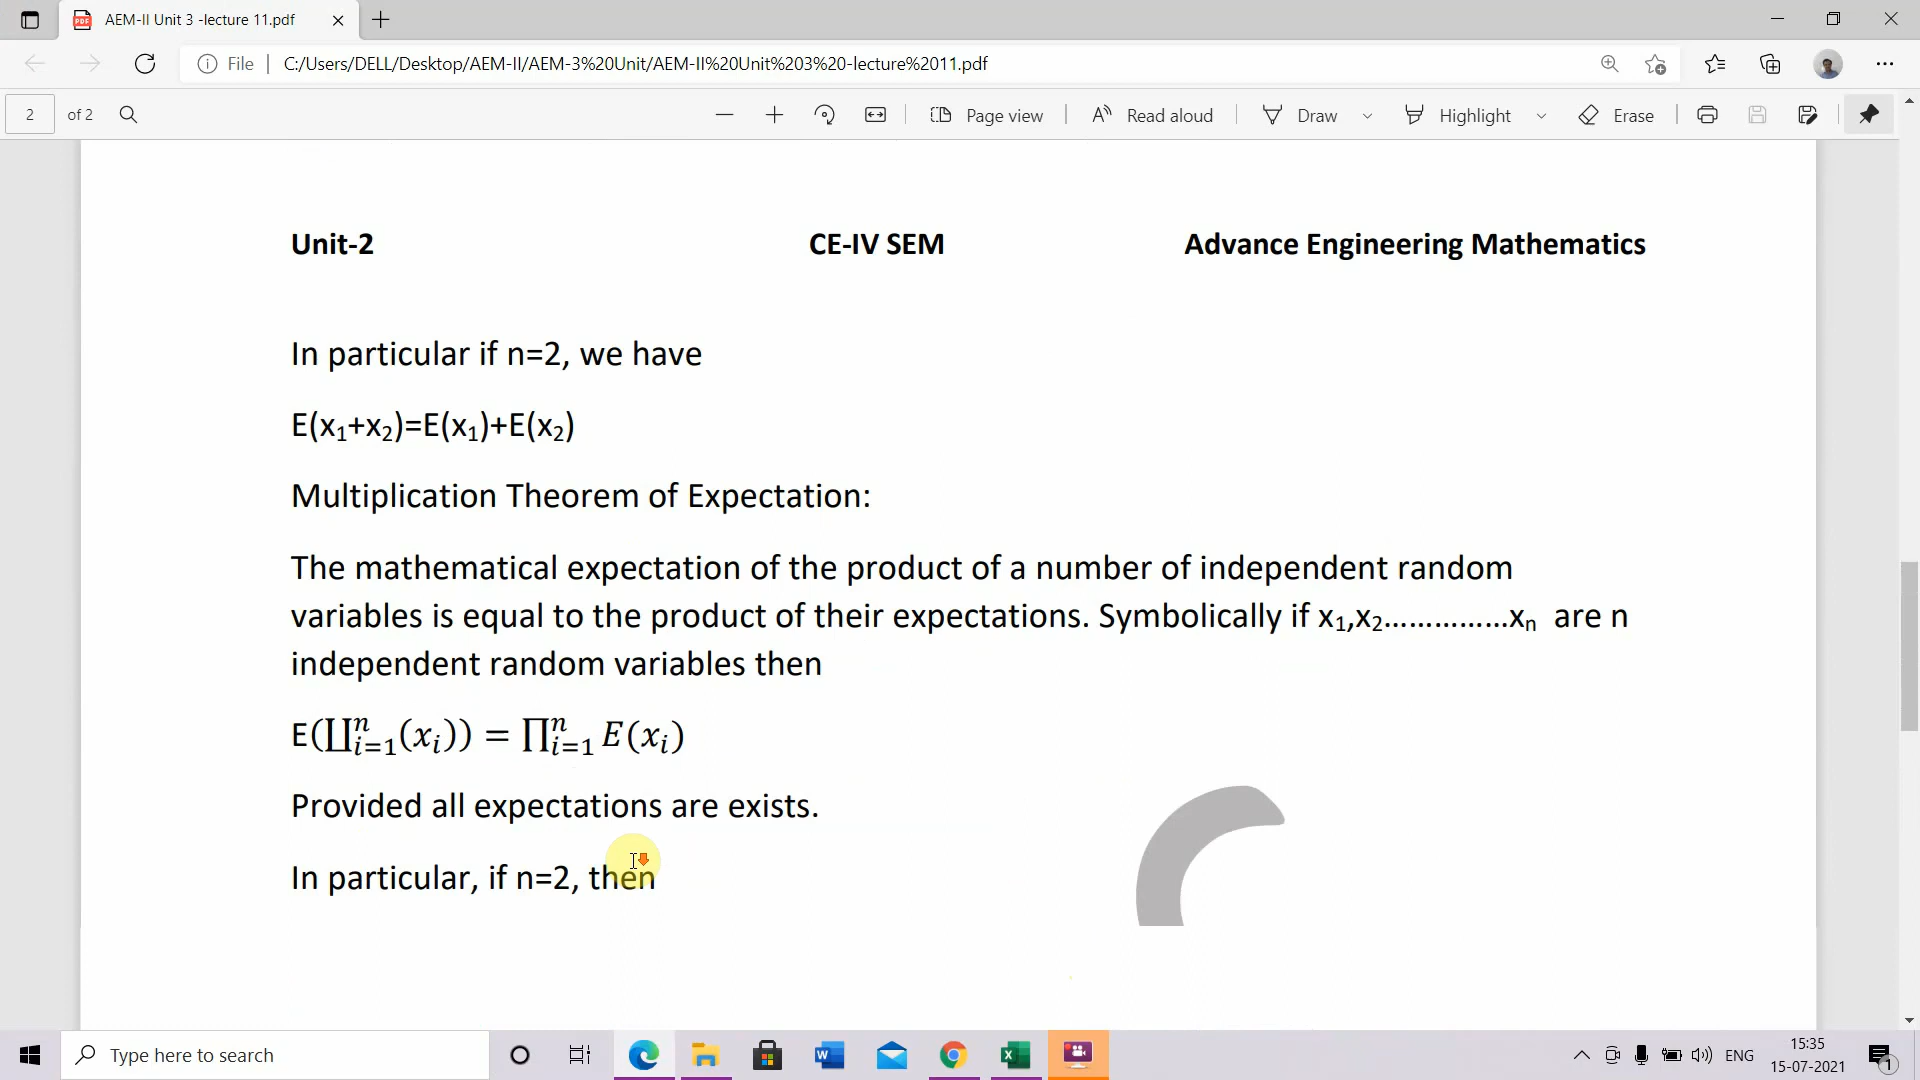 AEM-II Unit 3 -lecture 11.pdf
File | C:/Users/DELL/Desktop/AEM-II/AEM-3%20Unit/AEM-II%20Unit%203%20-lecture%2011.pdf
2 of 2 Page view Read aloud Draw Highlight Erase
Unit-2 CE-IV SEM Advance Engineering Mathematics
In particular if n=2, we have
E(x₁+x₂)=E(x₁)+E(x₂)
Multiplication Theorem of Expectation:
The mathematical expectation of the product of a number of independent random
variables is equal to the product of their expectations. Symbolically if x₁,x₂……………xₙ are n
independent random variables then
E(∐ⁿᵢ₌₁(xᵢ)) = ∏ⁿᵢ₌₁ E(xᵢ)
Provided all expectations are exists.
In particular, if n=2, then
Type here to search ENG 15:35
15-07-2021 1